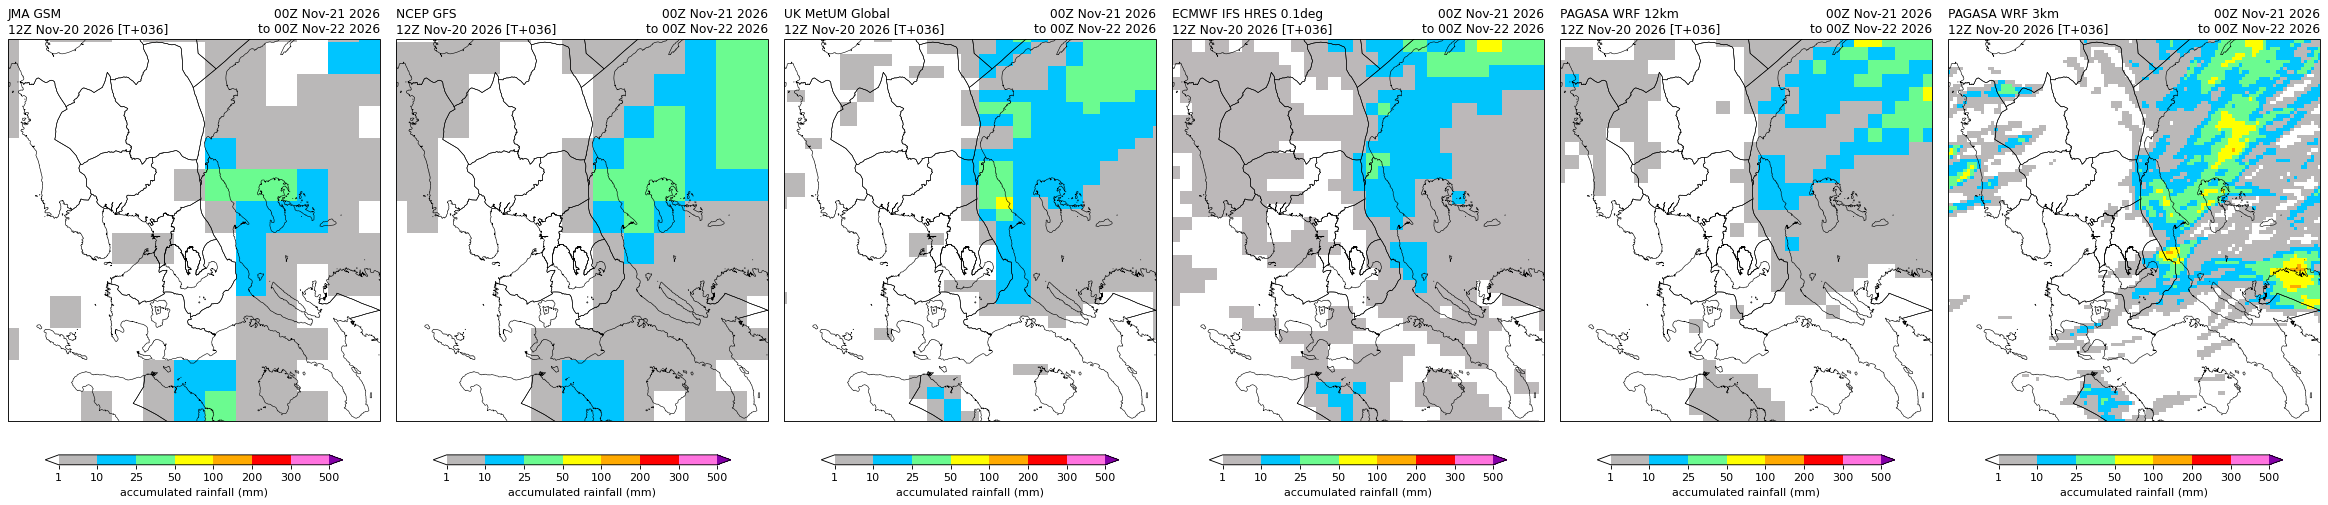 JMA GSM 00Z Nov-21 2026
12Z Nov-20 2026 [T+036] to 00Z Nov-22 2026
1 10 25 50 100 200 300 500
accumulated rainfall (mm)
NCEP GFS 00Z Nov-21 2026
12Z Nov-20 2026 [T+036] to 00Z Nov-22 2026
1 10 25 50 100 200 300 500
accumulated rainfall (mm)
UK MetUM Global 00Z Nov-21 2026
12Z Nov-20 2026 [T+036] to 00Z Nov-22 2026
1 10 25 50 100 200 300 500
accumulated rainfall (mm)
ECMWF IFS HRES 0.1deg 00Z Nov-21 2026
12Z Nov-20 2026 [T+036] to 00Z Nov-22 2026
1 10 25 50 100 200 300 500
accumulated rainfall (mm)
PAGASA WRF 12km 00Z Nov-21 2026
12Z Nov-20 2026 [T+036] to 00Z Nov-22 2026
1 10 25 50 100 200 300 500
accumulated rainfall (mm)
PAGASA WRF 3km 00Z Nov-21 2026
12Z Nov-20 2026 [T+036] to 00Z Nov-22 2026
1 10 25 50 100 200 300 500
accumulated rainfall (mm)